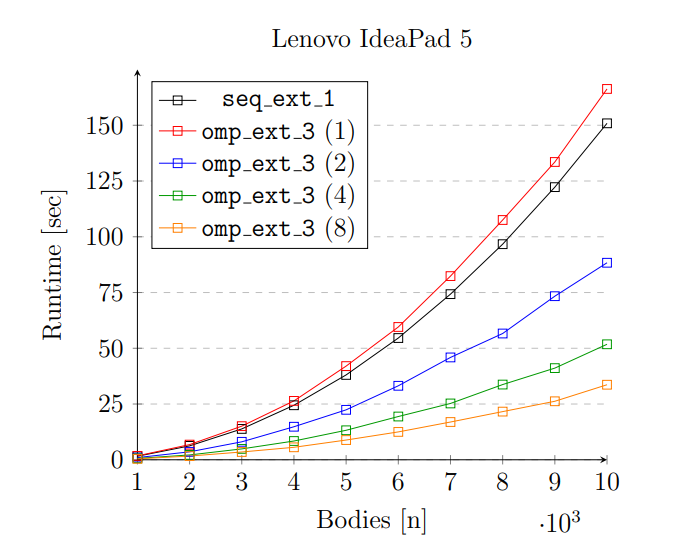 Lenovo IdeaPad 5
seq_ext_1
omp_ext_3 (1)
omp_ext_3 (2)
omp_ext_3 (4)
omp_ext_3 (8)
Runtime [sec]
150
125
100
75
50
25
0
1 2 3 4 5 6 7 8 9 10
Bodies [n]
·10³